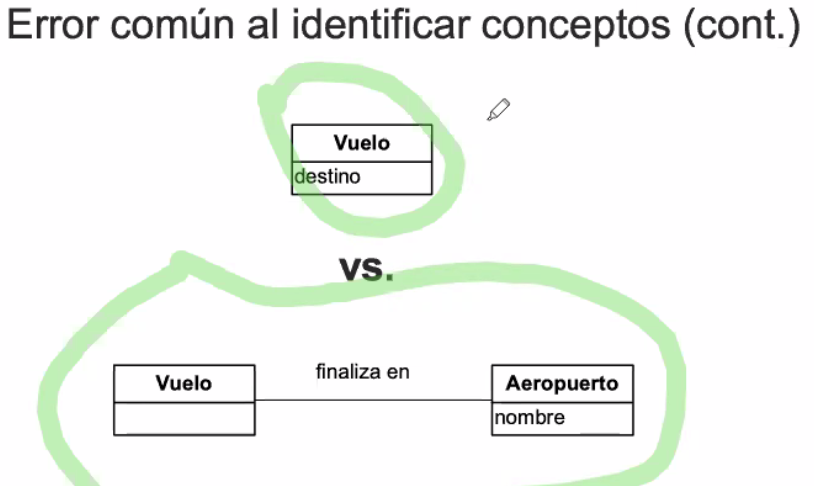 Error común al identificar conceptos (cont.)
Vuelo
destino
vs.
finaliza en
Vuelo
Aeropuerto
nombre